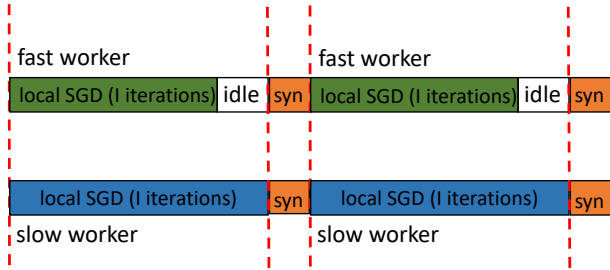 fast worker fast worker
local SGD (I iterations) idle syn local SGD (I iterations) idle syn
local SGD (I iterations) syn local SGD (I iterations) syn
slow worker slow worker